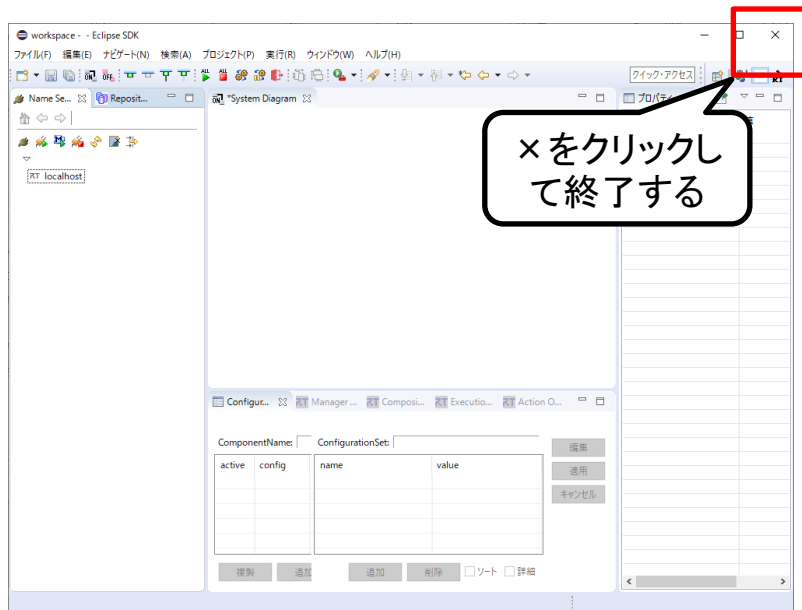 workspace - - Eclipse SDK
ファイル(F) 編集(E) ナビゲート(N) 検索(A) プロジェクト(P) 実行(R) ウィンドウ(W) ヘルプ(H)
クイック・アクセス
Name Se... Reposit...
*System Diagram
プロパティ
×をクリックし
て終了する
RT localhost
Configur... RT Manager ... RT Composi... RT Executio... RT Action O...
ComponentName: ConfigurationSet:
編集
active config name value
適用
キャンセル
複製 追加 追加 削除 ソート 詳細